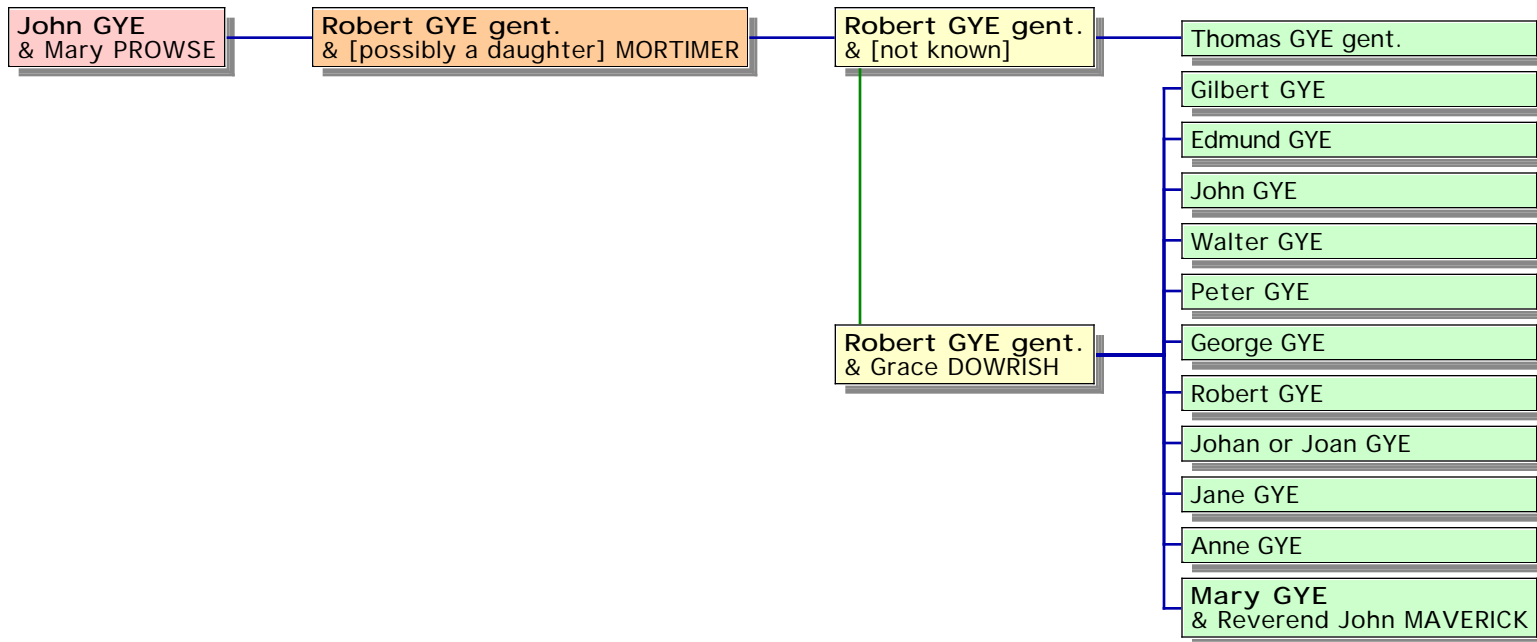 John GYE
& Mary PROWSE
Robert GYE gent.
& [possibly a daughter] MORTIMER
Robert GYE gent.
& [not known]
Thomas GYE gent.
Gilbert GYE
Edmund GYE
John GYE
Walter GYE
Peter GYE
Robert GYE gent.
& Grace DOWRISH
George GYE
Robert GYE
Johan or Joan GYE
Jane GYE
Anne GYE
Mary GYE
& Reverend John MAVERICK